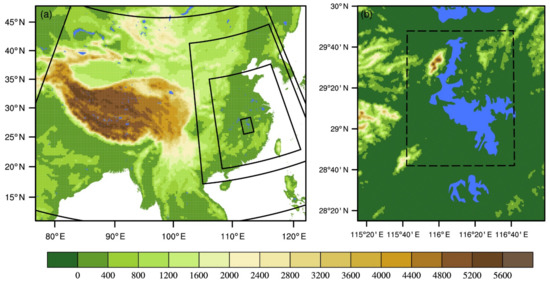 (a)
45° N
40° N
35° N
30° N
25° N
20° N
15° N
80° E
90° E
100° E
110° E
120° E
(b)
30° N
29°40' N
29°20' N
29° N
28°40' N
28°20' N
115°20' E
115°40' E
116° E
116°20' E
116°40' E
0 400 800 1200 1600 2000 2400 2800 3200 3600 4000 4400 4800 5200 5600